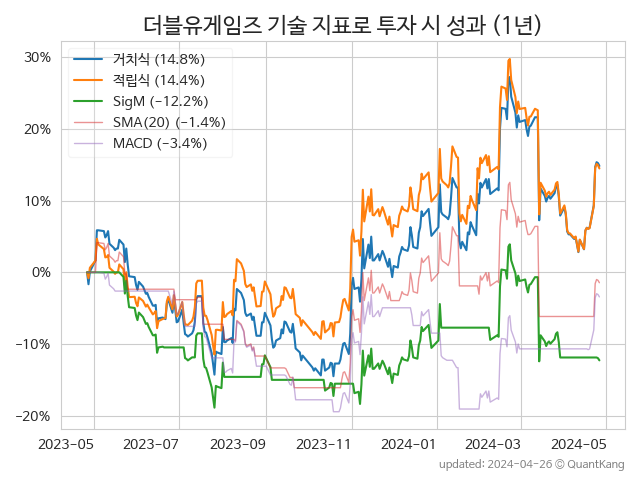 더블유게임즈 기술 지표로 투자 시 성과 (1년)
30%
20%
10%
0%
−10%
−20%
거치식 (14.8%)
적립식 (14.4%)
SigM (−12.2%)
SMA(20) (−1.4%)
MACD (−3.4%)
2023-05 2023-07 2023-09 2023-11 2024-01 2024-03 2024-05
updated: 2024-04-26 © QuantKang